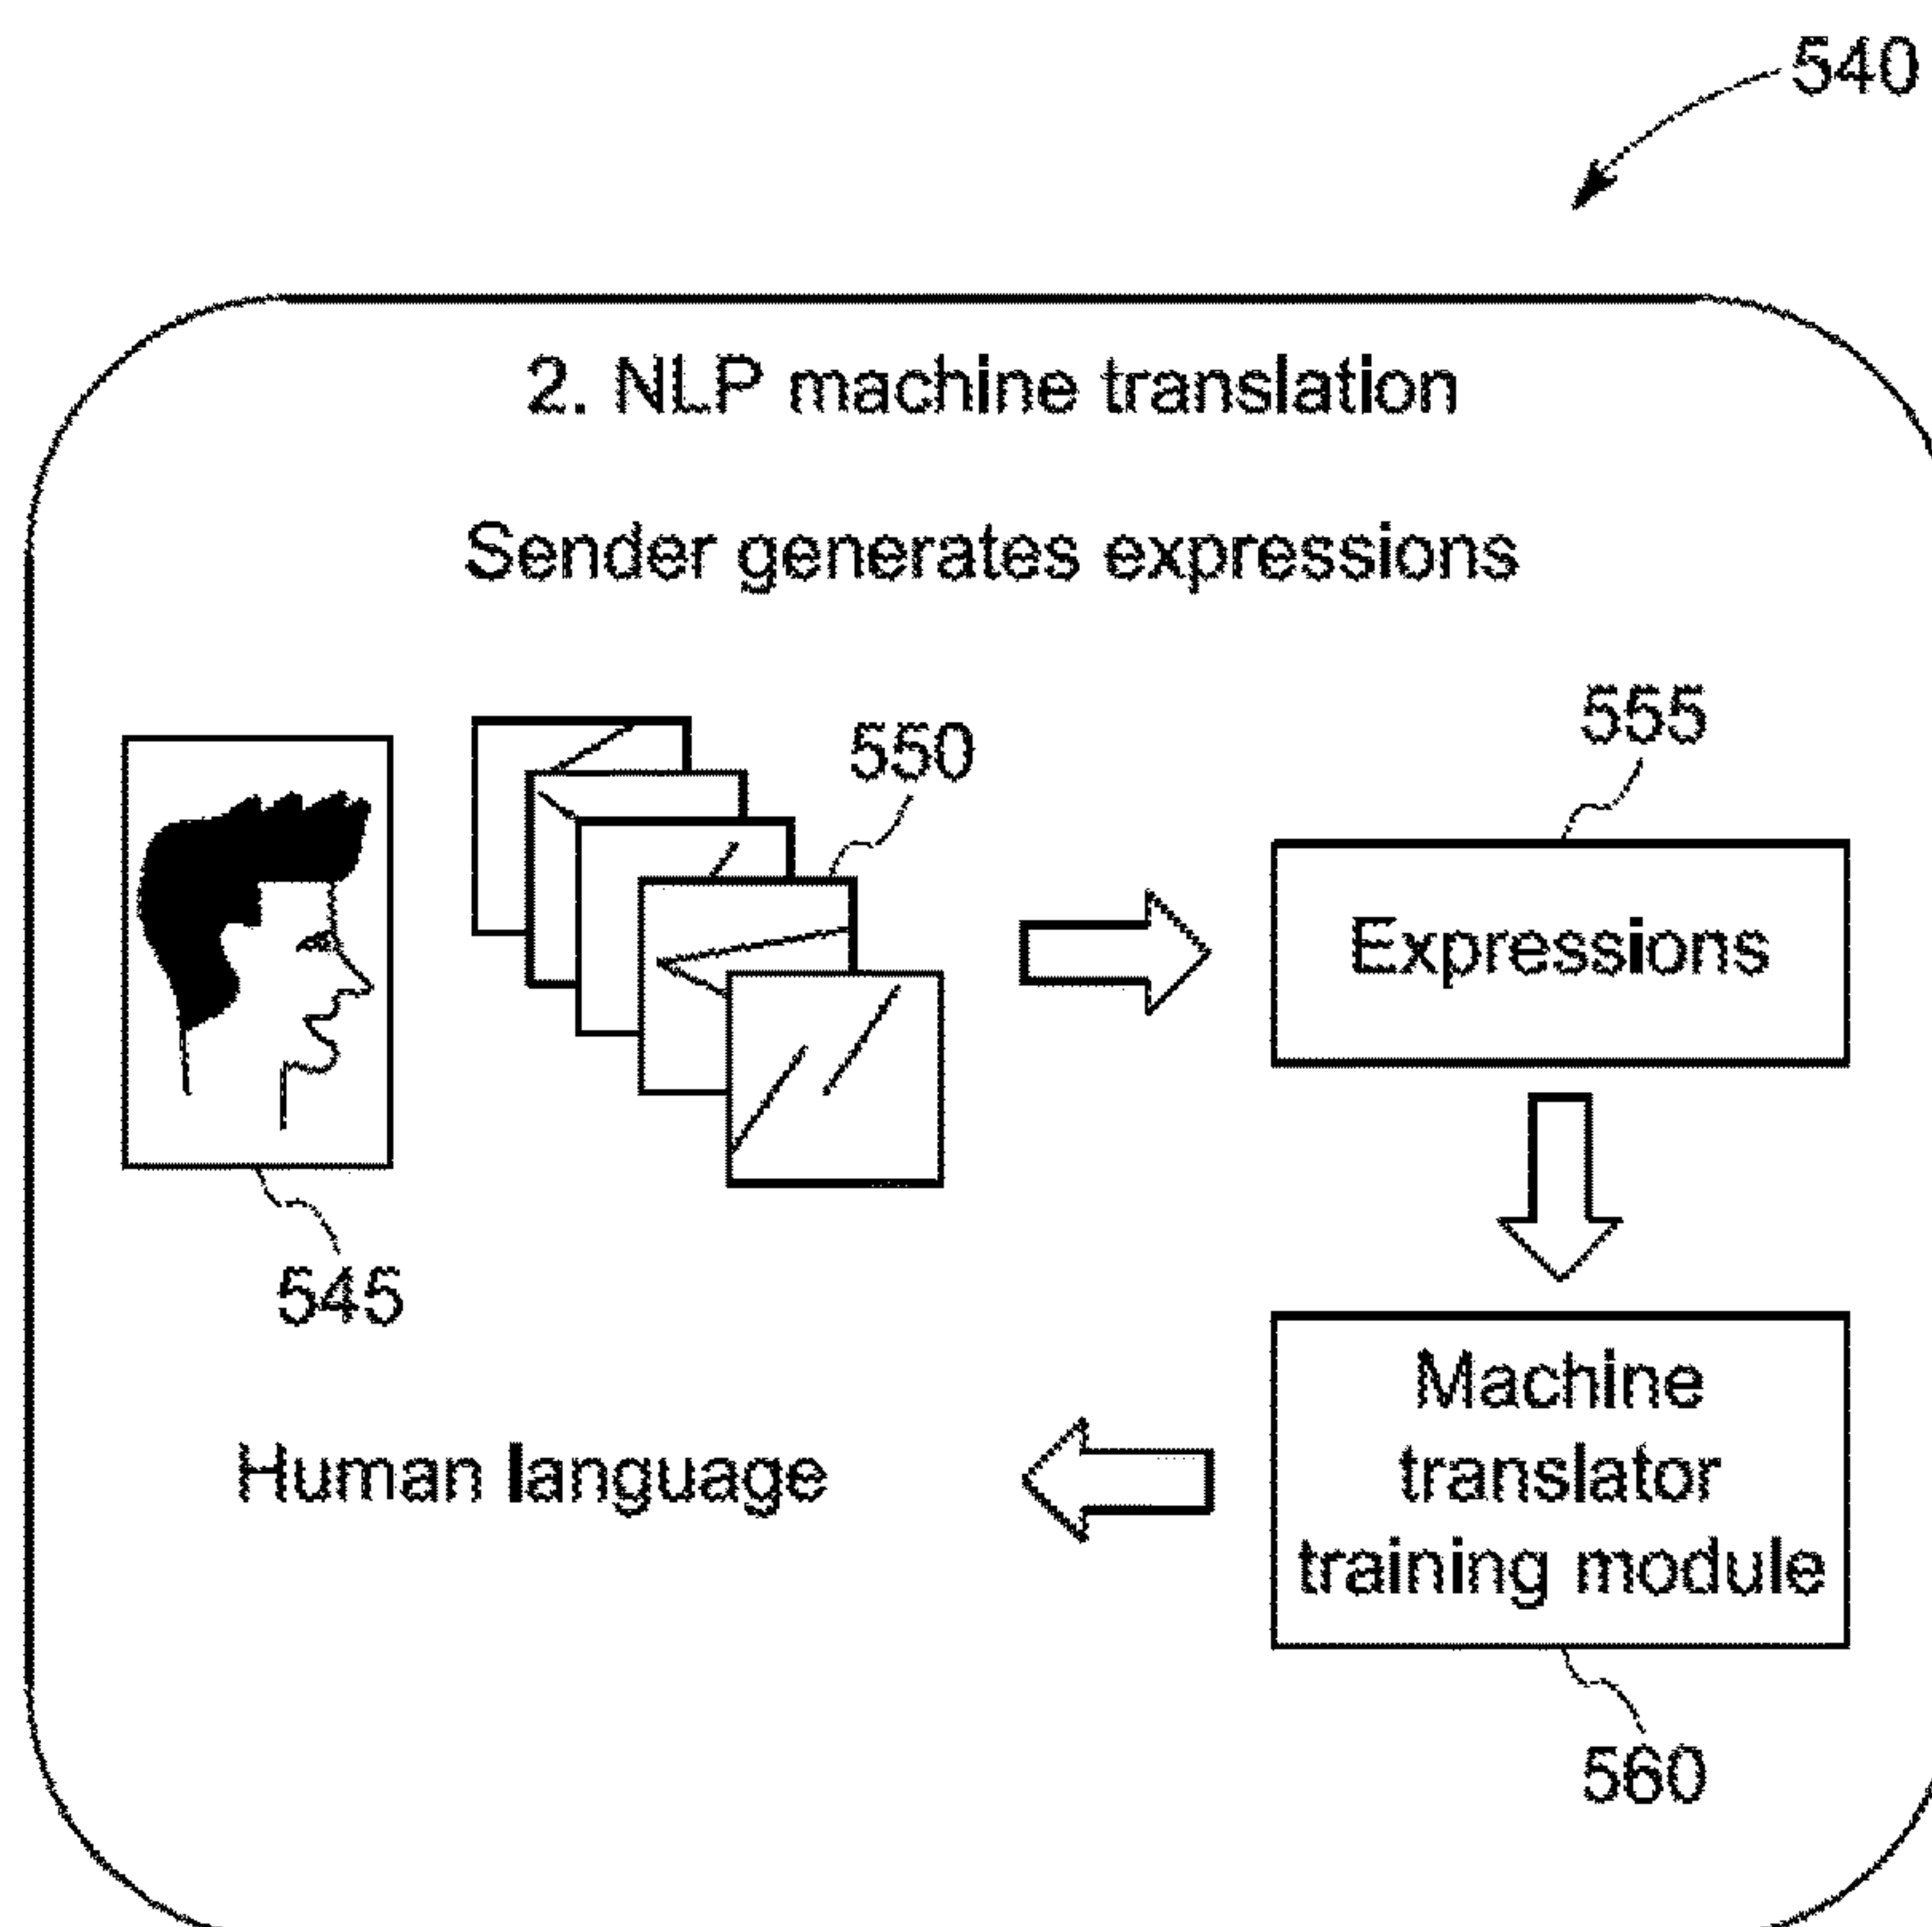 540
2. NLP machine translation
Sender generates expressions
550
555
Expressions
545
Machine
translator
training module
Human language
560